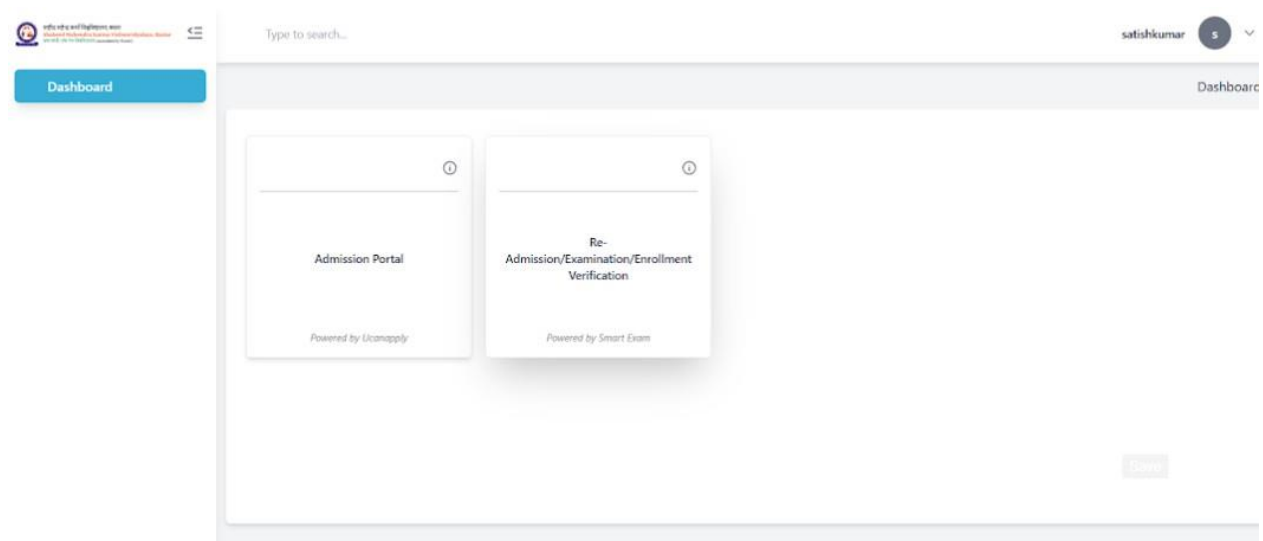 Type to search...
satishkumar
s
Dashboard
Admission Portal
Powered by Ucanapply
Re-
Admission/Examination/Enrollment
Verification
Powered by Smart Exam
Save